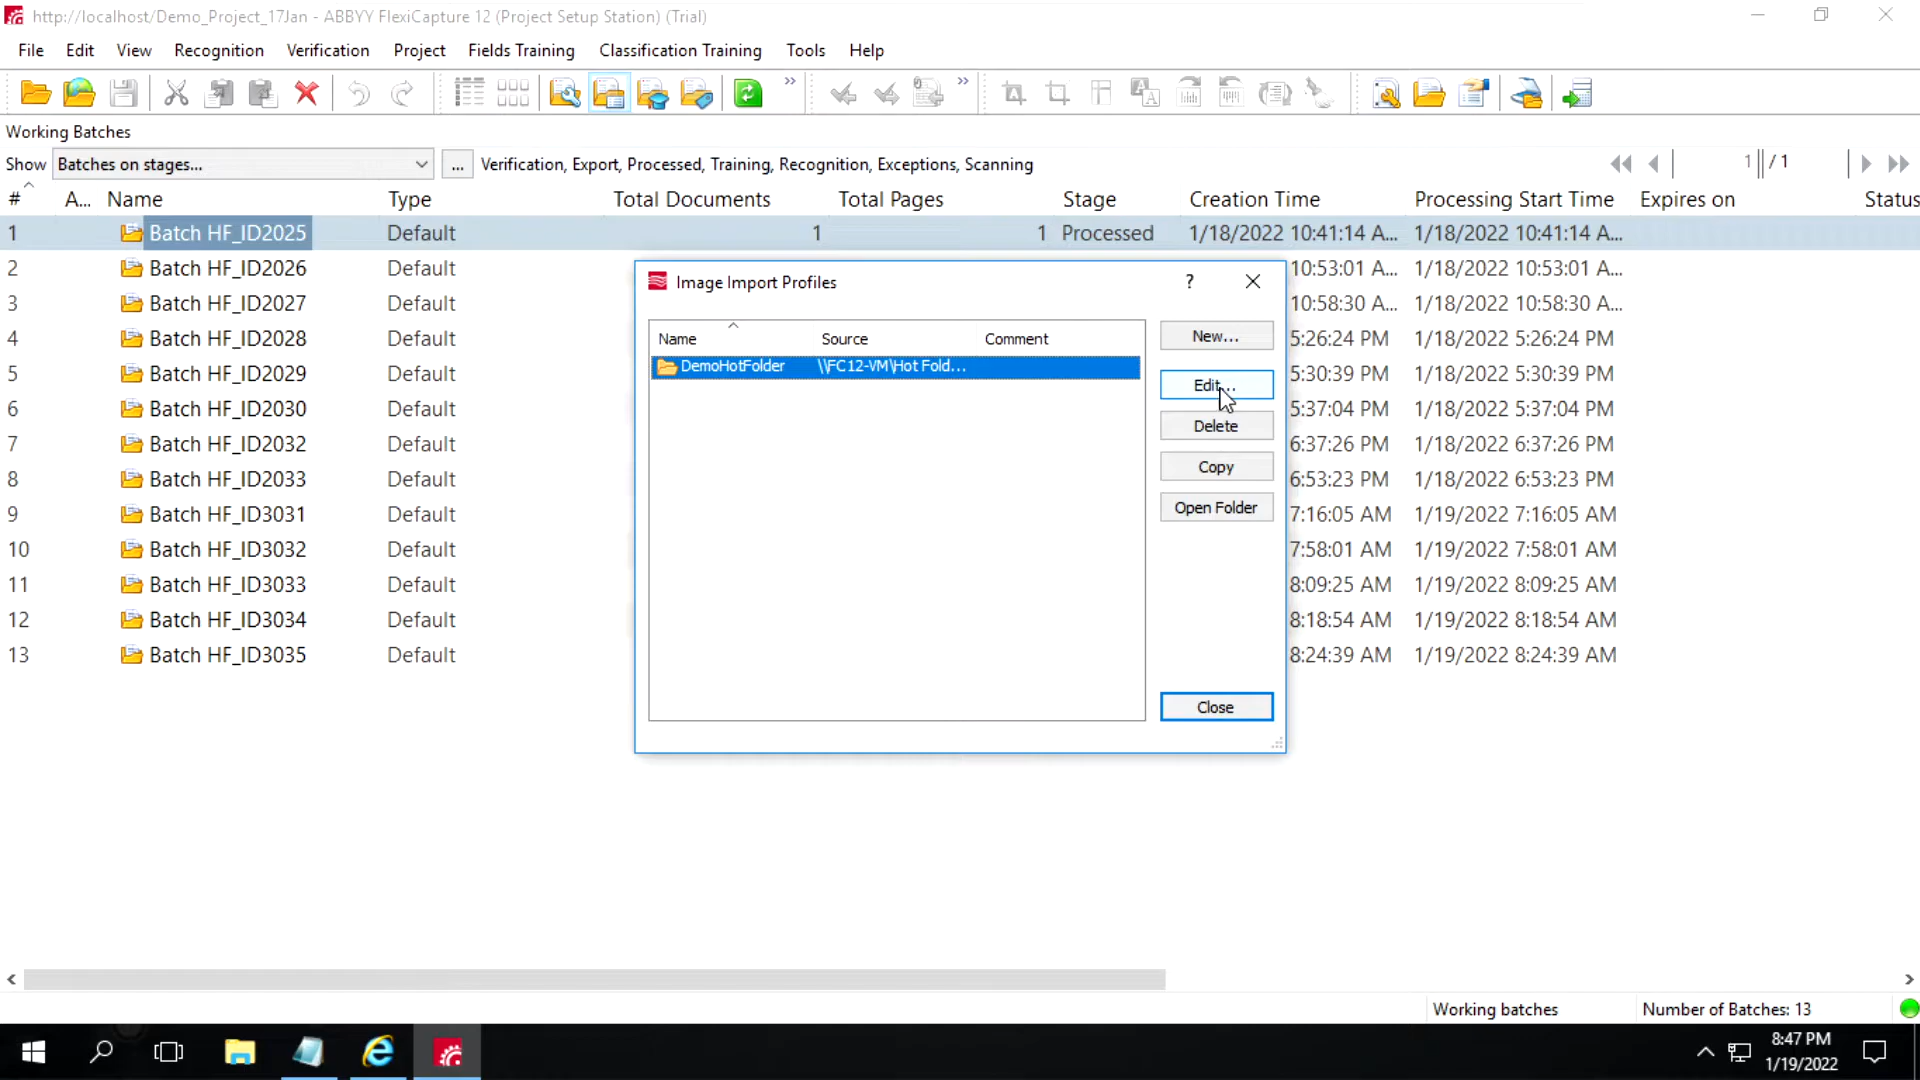 http://localhost/Demo_Project_17Jan - ABBYY FlexiCapture 12 (Project Setup Station) (Trial)
File Edit View Recognition Verification Project Fields Training Classification Training Tools Help
Working Batches
Show Batches on stages... ... Verification, Export, Processed, Training, Recognition, Exceptions, Scanning 1 / 1
# A... Name Type Total Documents Total Pages Stage Creation Time Processing Start Time Expires on Status
1 Batch HF_ID2025 Default 1 1 Processed 1/18/2022 10:41:14 A... 1/18/2022 10:41:14 A...
2 Batch HF_ID2026 Default 10:53:01 A... 1/18/2022 10:53:01 A...
3 Batch HF_ID2027 Default 10:58:30 A... 1/18/2022 10:58:30 A...
4 Batch HF_ID2028 Default 5:26:24 PM 1/18/2022 5:26:24 PM
5 Batch HF_ID2029 Default 5:30:39 PM 1/18/2022 5:30:39 PM
6 Batch HF_ID2030 Default 5:37:04 PM 1/18/2022 5:37:04 PM
7 Batch HF_ID2032 Default 6:37:26 PM 1/18/2022 6:37:26 PM
8 Batch HF_ID2033 Default 6:53:23 PM 1/18/2022 6:53:23 PM
9 Batch HF_ID3031 Default 7:16:05 AM 1/19/2022 7:16:05 AM
10 Batch HF_ID3032 Default 7:58:01 AM 1/19/2022 7:58:01 AM
11 Batch HF_ID3033 Default 8:09:25 AM 1/19/2022 8:09:25 AM
12 Batch HF_ID3034 Default 8:18:54 AM 1/19/2022 8:18:54 AM
13 Batch HF_ID3035 Default 8:24:39 AM 1/19/2022 8:24:39 AM
Image Import Profiles ?
Name Source Comment
DemoHotFolder \\FC12-VM\Hot Fold...
New...
Edit...
Delete
Copy
Open Folder
Close
Working batches Number of Batches: 13
8:47 PM
1/19/2022